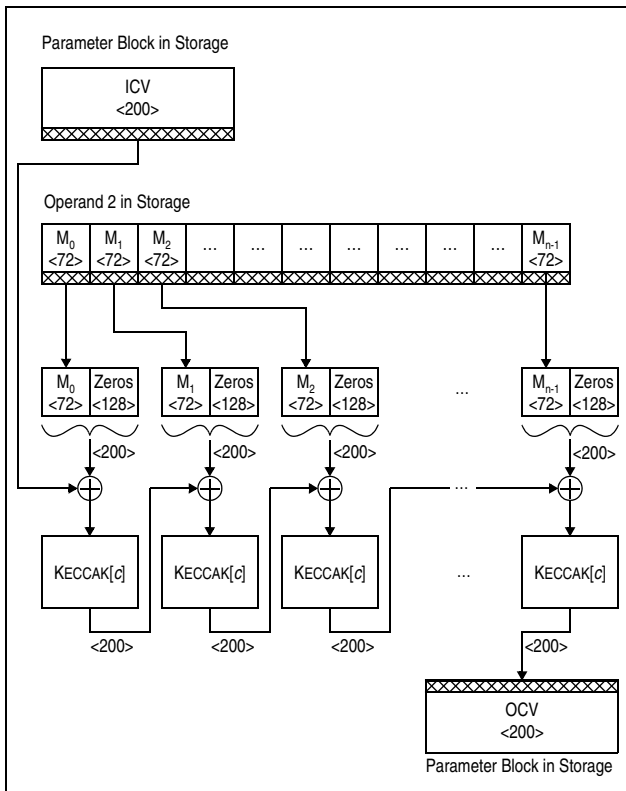 Parameter Block in Storage
ICV
<200>
Operand 2 in Storage
M0 M1 M2 ... ... ... ... ... ... ... Mn-1
<72> <72> <72> <72>
M0 Zeros M1 Zeros M2 Zeros ... Mn-1 Zeros
<72> <128> <72> <128> <72> <128> <72> <128>
<200> <200> <200> <200>
...
KECCAK[c] KECCAK[c] KECCAK[c] ... KECCAK[c]
<200> <200> <200> <200>
OCV
<200>
Parameter Block in Storage